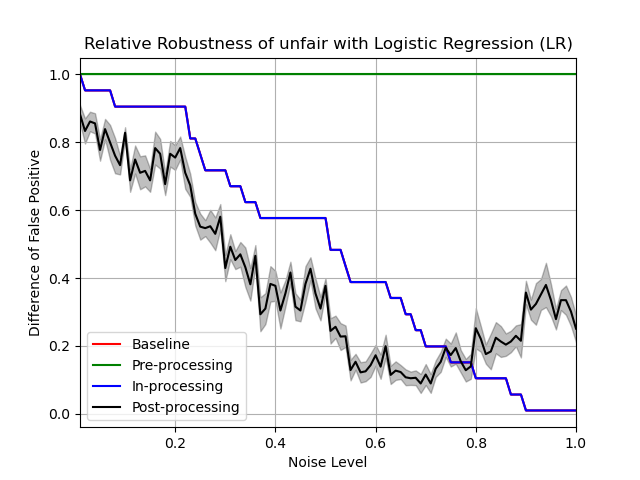 Relative Robustness of unfair with Logistic Regression (LR)
1.0
0.8
0.6
0.4
0.2
0.0
Difference of False Positive
Baseline
Pre-processing
In-processing
Post-processing
0.2
0.4
0.6
0.8
1.0
Noise Level